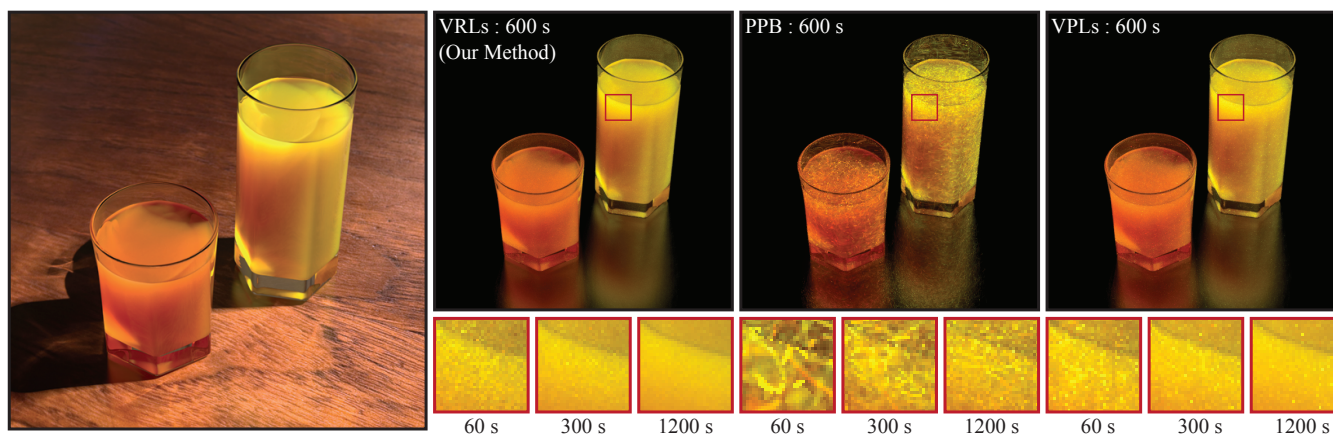 VRLs : 600 s
(Our Method)
PPB : 600 s
VPLs : 600 s
60 s 300 s 1200 s 60 s 300 s 1200 s 60 s 300 s 1200 s